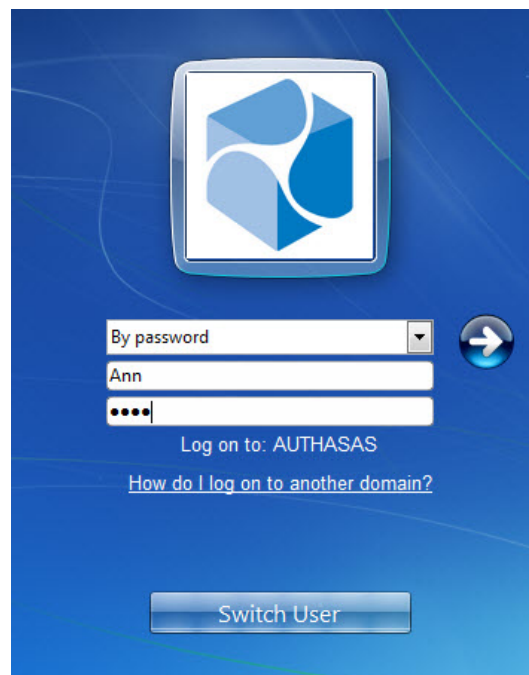 By password
Ann
••••
Log on to: AUTHASAS
How do I log on to another domain?
Switch User